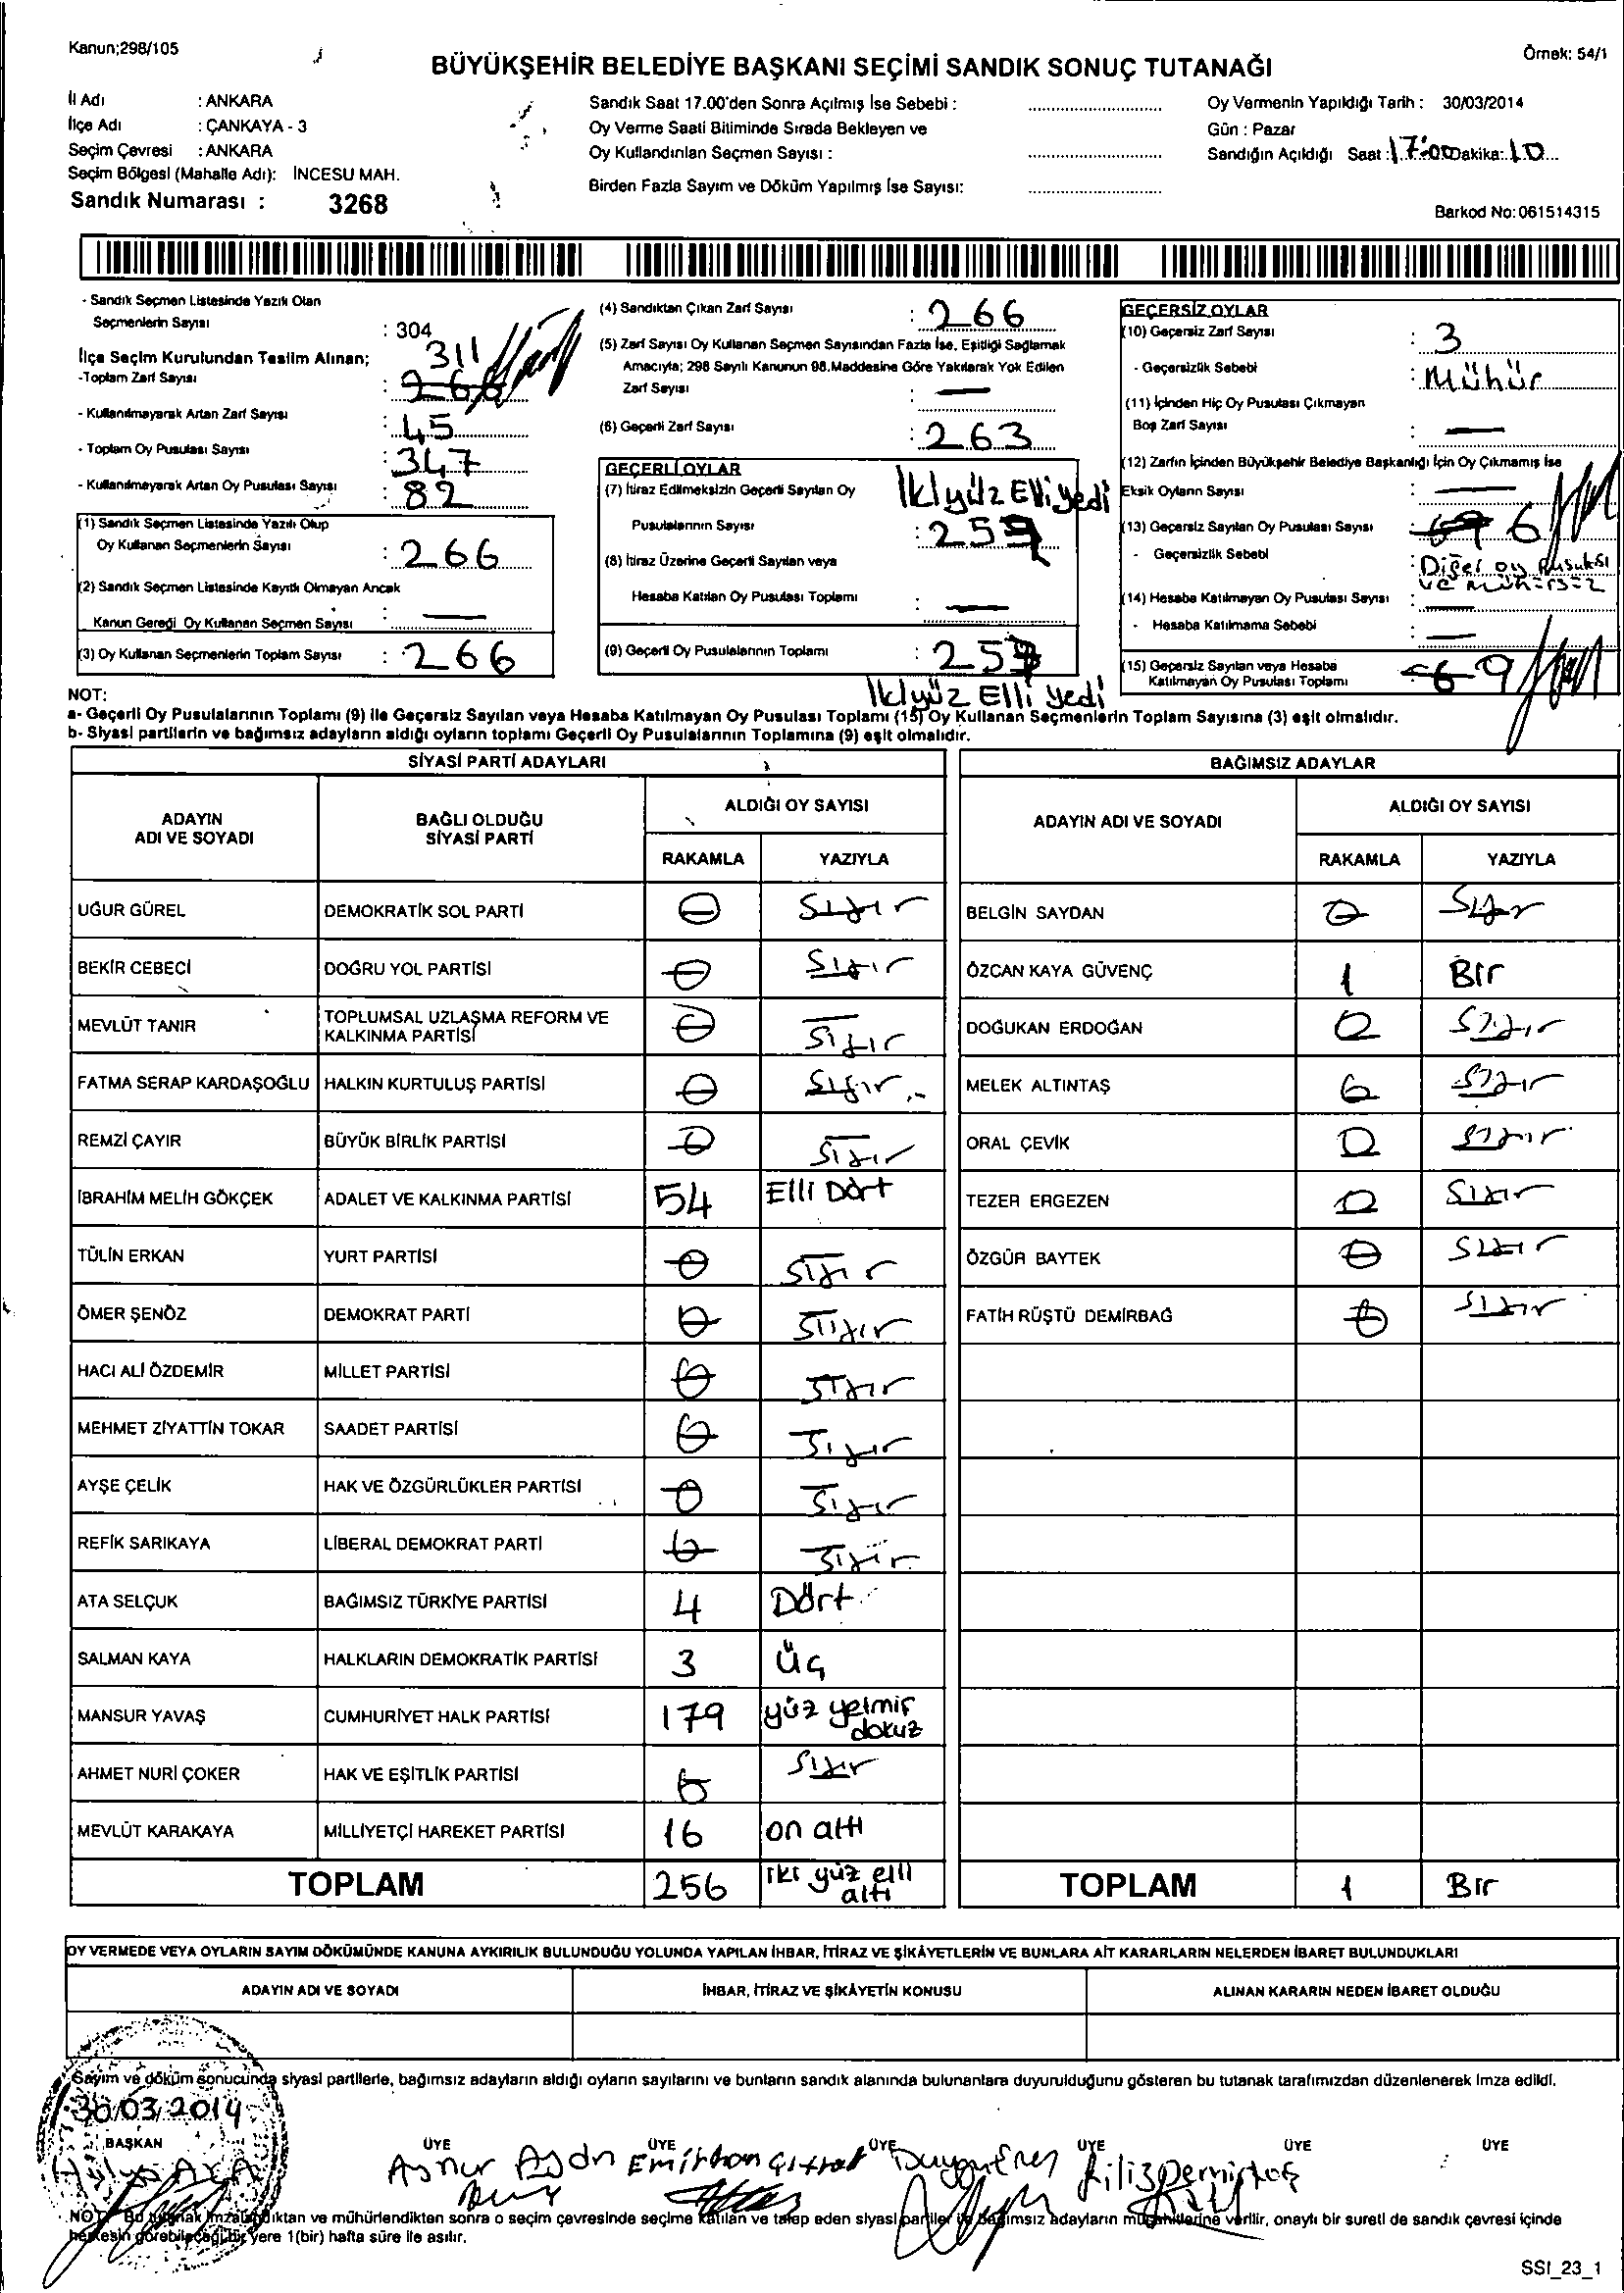 Kanun;298/105
Örnek: 54/1
BÜYÜKŞEHİR BELEDİYE BAŞKANI SEÇİMİ SANDIK SONUÇ TUTANAĞI
İl Adı : ANKARA
İlçe Adı : ÇANKAYA - 3
Seçim Çevresi : ANKARA
Seçim Bölgesi (Mahalle Adı): İNCESU MAH.
Sandık Numarası : 3268
Sandık Saat 17.00'den Sonra Açılmış İse Sebebi :
Oy Verme Saati Bitiminde Sırada Bekleyen ve
Oy Kullandırılan Seçmen Sayısı :
Birden Fazla Sayım ve Döküm Yapılmış İse Sayısı:
Oy Vermenin Yapıldığı Tarih : 30/03/2014
Gün : Pazar
Sandığın Açıldığı Saat : 17:00 Dakika: 10
Barkod No: 061514315
- Sandık Seçmen Listesinde Yazılı Olan
Seçmenlerin Sayısı : 304
İlçe Seçim Kurulundan Teslim Alınan;
311
-Toplam Zarf Sayısı : 266
- Kullanılmayarak Artan Zarf Sayısı : 45
- Toplam Oy Pusulası Sayısı : 347
- Kullanılmayarak Artan Oy Pusulası Sayısı : 82
(1) Sandık Seçmen Listesinde Yazılı Olup
Oy Kullanan Seçmenlerin Sayısı : 266
(2) Sandık Seçmen Listesinde Kayıtlı Olmayan Ancak
Kanun Gereği Oy Kullanan Seçmen Sayısı : —
(3) Oy Kullanan Seçmenlerin Toplam Sayısı : 266
(4) Sandıktan Çıkan Zarf Sayısı : 266
(5) Zarf Sayısı Oy Kullanan Seçmen Sayısından Fazla İse, Eşitliği Sağlamak
Amacıyla; 298 Sayılı Kanunun 98.Maddesine Göre Yakılarak Yok Edilen
Zarf Sayısı : —
(6) Geçerli Zarf Sayısı : 263
GEÇERLİ OYLAR
(7) İtiraz Edilmeksizin Geçerli Sayılan Oy İkiyüz Elliyedi
Pusulalarının Sayısı : 257
(8) İtiraz Üzerine Geçerli Sayılan veya
Hesaba Katılan Oy Pusulası Toplamı : —
(9) Geçerli Oy Pusulalarının Toplamı : 257
İkiyüz Elli yedi
GEÇERSİZ OYLAR
(10) Geçersiz Zarf Sayısı : 3
- Geçersizlik Sebebi : Mühür
(11) İçinden Hiç Oy Pusulası Çıkmayan
Boş Zarf Sayısı : —
(12) Zarfın İçinden Büyükşehir Belediye Başkanlığı İçin Oy Çıkmamış İse
Eksik Oyların Sayısı : —
(13) Geçersiz Sayılan Oy Pusulası Sayısı : 6
- Geçersizlik Sebebi : Diğer oy Pusulası
ve mühürsüz
(14) Hesaba Katılmayan Oy Pusulası Sayısı : —
- Hesaba Katılmama Sebebi : —
(15) Geçersiz Sayılan veya Hesaba
Katılmayan Oy Pusulası Toplamı 6 9
NOT:
a- Geçerli Oy Pusulalarının Toplamı (9) ile Geçersiz Sayılan veya Hesaba Katılmayan Oy Pusulası Toplamı (15) Oy Kullanan Seçmenlerin Toplam Sayısına (3) eşit olmalıdır.
b- Siyasi partilerin ve bağımsız adayların aldığı oyların toplamı Geçerli Oy Pusulalarının Toplamına (9) eşit olmalıdır.
SİYASİ PARTİ ADAYLARI
ADAYIN ADI VE SOYADI BAĞLI OLDUĞU SİYASİ PARTİ ALDIĞI OY SAYISI
RAKAMLA YAZIYLA
UĞUR GÜREL DEMOKRATİK SOL PARTİ 0 Sıfır
BEKİR CEBECİ DOĞRU YOL PARTİSİ 0 Sıfır
MEVLÜT TANIR TOPLUMSAL UZLAŞMA REFORM VE KALKINMA PARTİSİ 0 Sıfır
FATMA SERAP KARDAŞOĞLU HALKIN KURTULUŞ PARTİSİ 0 Sıfır
REMZİ ÇAYIR BÜYÜK BİRLİK PARTİSİ 0 Sıfır
İBRAHİM MELİH GÖKÇEK ADALET VE KALKINMA PARTİSİ 54 Elli Dört
TÜLİN ERKAN YURT PARTİSİ 0 Sıfır
ÖMER ŞENÖZ DEMOKRAT PARTİ 0 Sıfır
HACI ALİ ÖZDEMİR MİLLET PARTİSİ 0 Sıfır
MEHMET ZİYATTİN TOKAR SAADET PARTİSİ 0 Sıfır
AYŞE ÇELİK HAK VE ÖZGÜRLÜKLER PARTİSİ 0 Sıfır
REFİK SARIKAYA LİBERAL DEMOKRAT PARTİ 0 Sıfır
ATA SELÇUK BAĞIMSIZ TÜRKİYE PARTİSİ 4 Dört
SALMAN KAYA HALKLARIN DEMOKRATİK PARTİSİ 3 Üç
MANSUR YAVAŞ CUMHURİYET HALK PARTİSİ 179 yüz yetmiş dokuz
AHMET NURİ ÇOKER HAK VE EŞİTLİK PARTİSİ 0 Sıfır
MEVLÜT KARAKAYA MİLLİYETÇİ HAREKET PARTİSİ 16 on altı
TOPLAM 256 iki yüz elli altı
BAĞIMSIZ ADAYLAR
ADAYIN ADI VE SOYADI ALDIĞI OY SAYISI
RAKAMLA YAZIYLA
BELGİN SAYDAN 0 Sıfır
ÖZCAN KAYA GÜVENÇ 1 Bir
DOĞUKAN ERDOĞAN 0 Sıfır
MELEK ALTINTAŞ 0 Sıfır
ORAL ÇEVİK 0 Sıfır
TEZER ERGEZEN 0 Sıfır
ÖZGÜR BAYTEK 0 Sıfır
FATİH RÜŞTÜ DEMİRBAĞ 0 Sıfır
TOPLAM 1 Bir
OY VERMEDE VEYA OYLARIN SAYIM DÖKÜMÜNDE KANUNA AYKIRILIK BULUNDUĞU YOLUNDA YAPILAN İHBAR, İTİRAZ VE ŞİKÂYETLERİN VE BUNLARA AİT KARARLARIN NELERDEN İBARET BULUNDUKLARI
ADAYIN ADI VE SOYADI İHBAR, İTİRAZ VE ŞİKÂYETİN KONUSU ALINAN KARARIN NEDEN İBARET OLDUĞU
Sayım ve döküm sonucunda siyasi partilerle, bağımsız adayların aldığı oyların sayılarını ve bunların sandık alanında bulunanlara duyurulduğunu gösteren bu tutanak tarafımızdan düzenlenerek imza edildi.
30/03/2014
BAŞKAN ÜYE ÜYE ÜYE ÜYE ÜYE ÜYE
Aynur Aydın Emirhan Duygu Filiz Demirtaş
NOT: Bu tutanak imzalandıktan ve mühürlendikten sonra o seçim çevresinde seçime katılan ve talep eden siyasi partiler ile bağımsız adayların müşahitlerine verilir, onaylı bir sureti de sandık çevresi içinde
herkesin görebileceği bir yere 1(bir) hafta süre ile asılır.
SSI_23_1